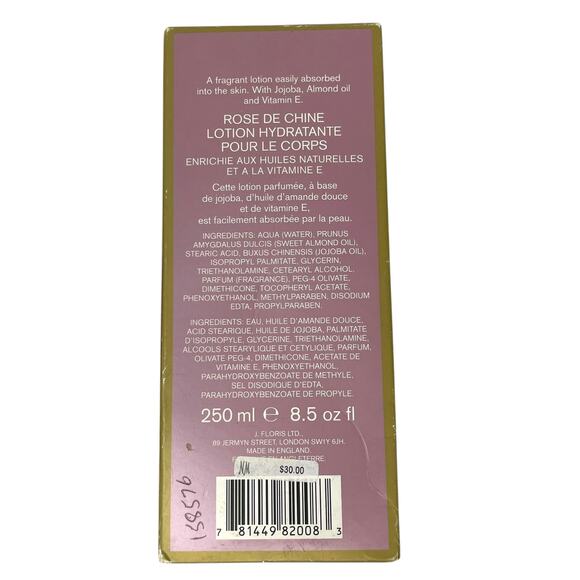 A fragrant lotion easily absorbed
into the skin. With Jojoba, Almond oil
and Vitamin E.
ROSE DE CHINE
LOTION HYDRATANTE
POUR LE CORPS
ENRICHIE AUX HUILES NATURELLES
ET A LA VITAMINE E
Cette lotion parfumée, à base
de jojoba, d'huile d'amande douce
et de vitamine E,
est facilement absorbée par la peau.
INGREDIENTS: AQUA (WATER), PRUNUS
AMYGDALUS DULCIS (SWEET ALMOND OIL),
STEARIC ACID, BUXUS CHINENSIS (JOJOBA OIL),
ISOPROPYL PALMITATE, GLYCERIN,
TRIETHANOLAMINE, CETEARYL ALCOHOL,
PARFUM (FRAGRANCE), PEG-4 OLIVATE,
DIMETHICONE, TOCOPHERYL ACETATE,
PHENOXYETHANOL, METHYLPARABEN, DISODIUM
EDTA, PROPYLPARABEN.
INGREDIENTS: EAU, HUILE D'AMANDE DOUCE,
ACID STEARIQUE, HUILE DE JOJOBA, PALMITATE
D'ISOPROPYLE, GLYCERINE, TRIETHANOLAMINE,
ALCOOLS STEARYLIQUE ET CETYLIQUE, PARFUM,
OLIVATE PEG-4, DIMETHICONE, ACETATE DE
VITAMINE E, PHENOXYETHANOL,
PARAHYDROXYBENZOATE DE METHYLE,
SEL DISODIQUE D'EDTA,
PARAHYDROXYBENZOATE DE PROPYLE.
250 ml ℮ 8.5 oz fl
J. FLORIS LTD.,
89 JERMYN STREET, LONDON SW1Y 6JH.
MADE IN ENGLAND.
NM $30.00
7 81449 82008 3
158576